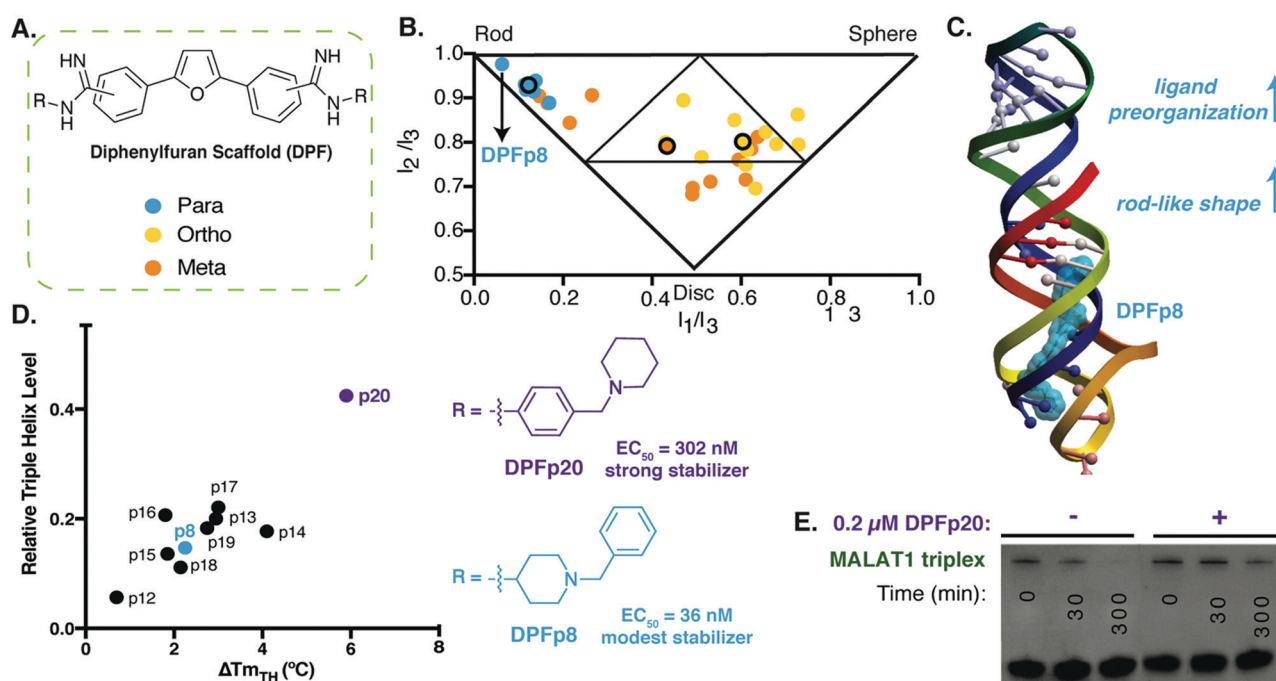 A.
NH
R
N
H
O
NH
R
N
H
Diphenylfuran Scaffold (DPF)
Para
Ortho
Meta
B.
Rod
Sphere
1.0
0.9
0.8
0.7
0.6
0.5
I2 /I3
DPFp8
0.0
0.2
0.4
0.6
0.8
1.0
Disc
I1/I3
1 3
C.
ligand
preorganization
rod-like shape
DPFp8
D.
Relative Triple Helix Level
0.4
0.2
0.0
p20
p17
p16
p13
p8
p14
p19
p15
p18
p12
0
2
4
6
8
ΔTmTH (ºC)
R =
N
DPFp20
EC50 = 302 nM
strong stabilizer
R =
N
DPFp8
EC50 = 36 nM
modest stabilizer
E.
0.2 µM DPFp20:
-
+
MALAT1 triplex
Time (min):
0
30
300
0
30
300